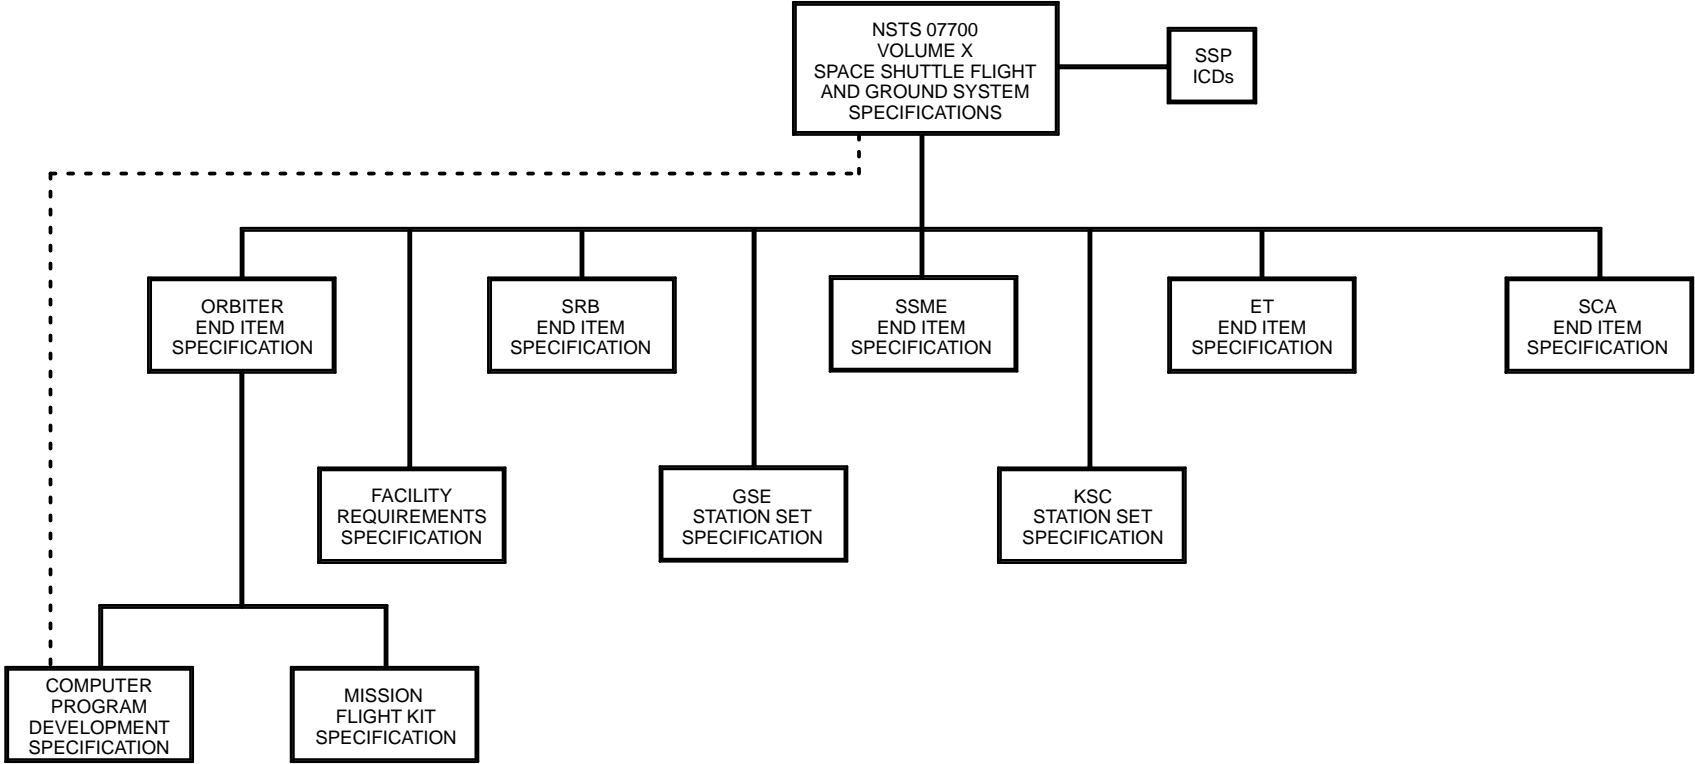 NSTS 07700
VOLUME X
SPACE SHUTTLE FLIGHT
AND GROUND SYSTEM
SPECIFICATIONS
SSP
ICDs
ORBITER
END ITEM
SPECIFICATION
SRB
END ITEM
SPECIFICATION
SSME
END ITEM
SPECIFICATION
ET
END ITEM
SPECIFICATION
SCA
END ITEM
SPECIFICATION
FACILITY
REQUIREMENTS
SPECIFICATION
GSE
STATION SET
SPECIFICATION
KSC
STATION SET
SPECIFICATION
COMPUTER
PROGRAM
DEVELOPMENT
SPECIFICATION
MISSION
FLIGHT KIT
SPECIFICATION